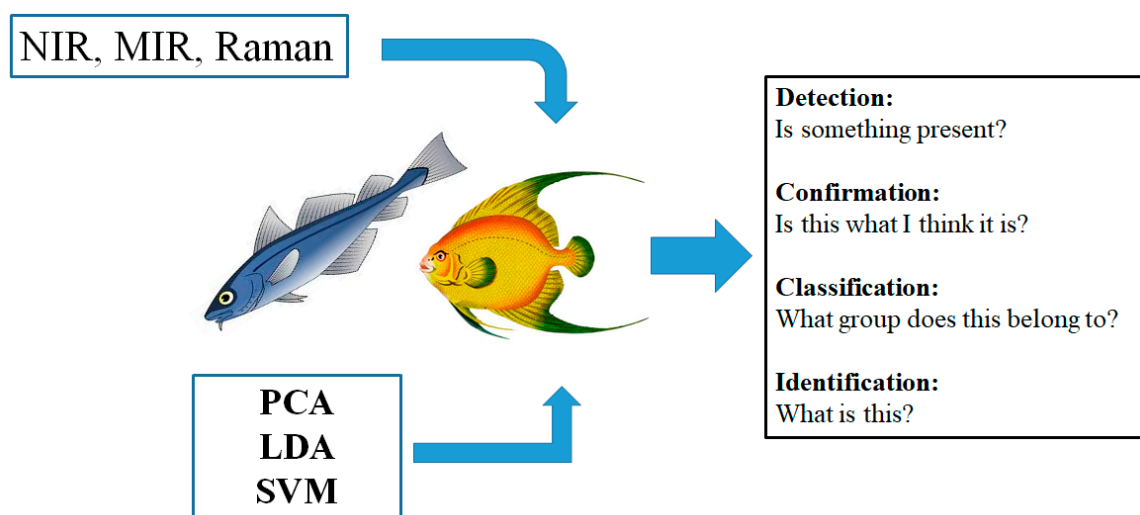 NIR, MIR, Raman
Detection:
Is something present?
Confirmation:
Is this what I think it is?
Classification:
What group does this belong to?
Identification:
What is this?
PCA
LDA
SVM